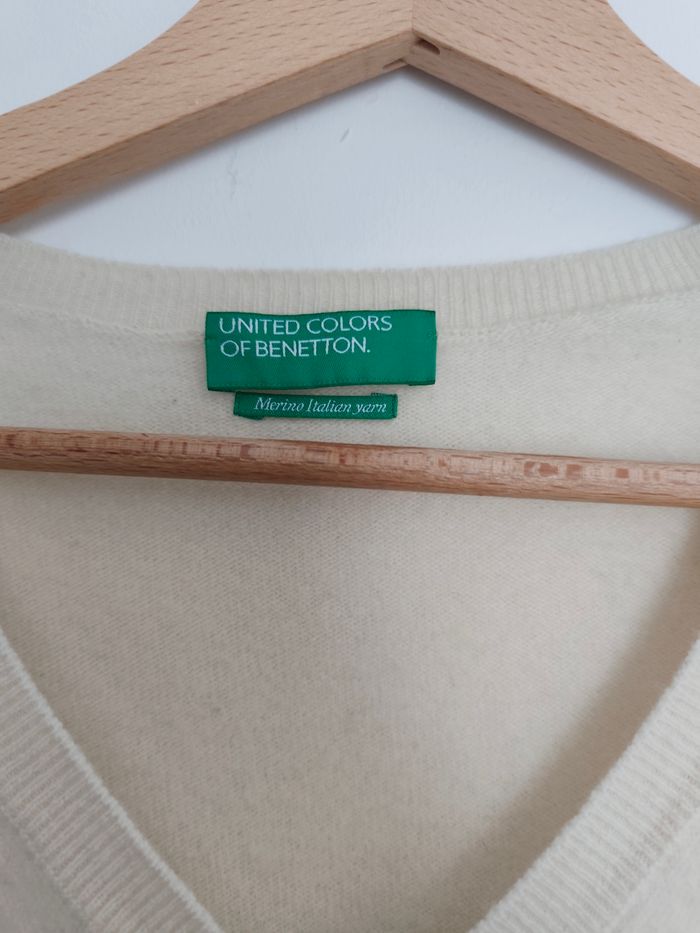 UNITED COLORS
OF BENETTON.
Merino Italian yarn